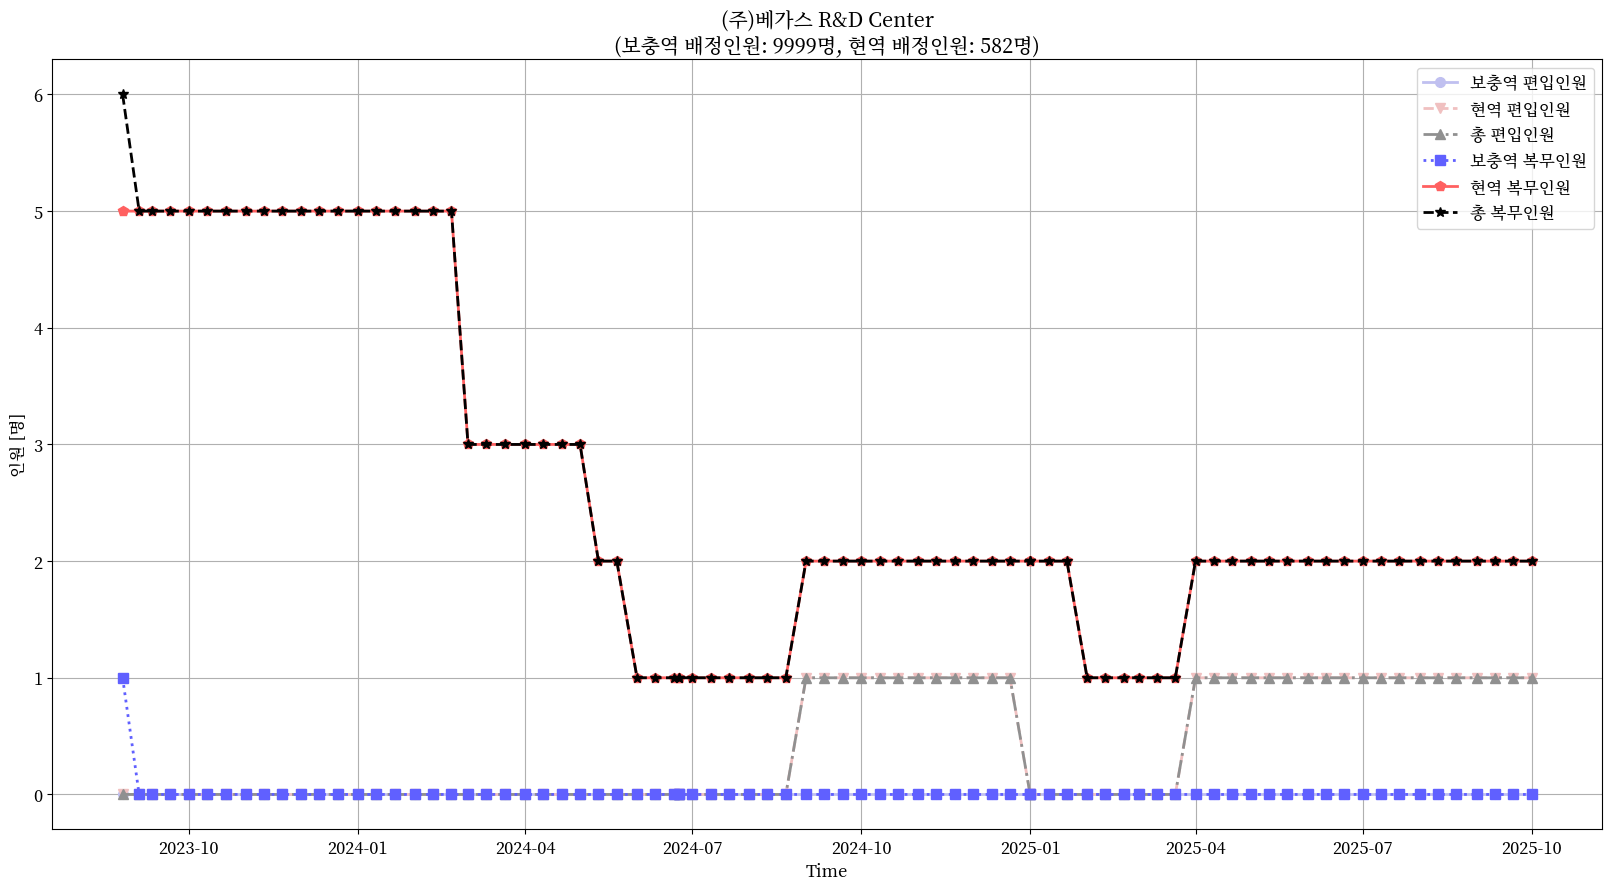 (주)베가스 R&D Center
(보충역 배정인원: 9999명, 현역 배정인원: 582명)
보충역 편입인원
현역 편입인원
총 편입인원
보충역 복무인원
현역 복무인원
총 복무인원
인원 [명]
6
5
4
3
2
1
0
2023-10
2024-01
2024-04
2024-07
2024-10
2025-01
2025-04
2025-07
2025-10
Time